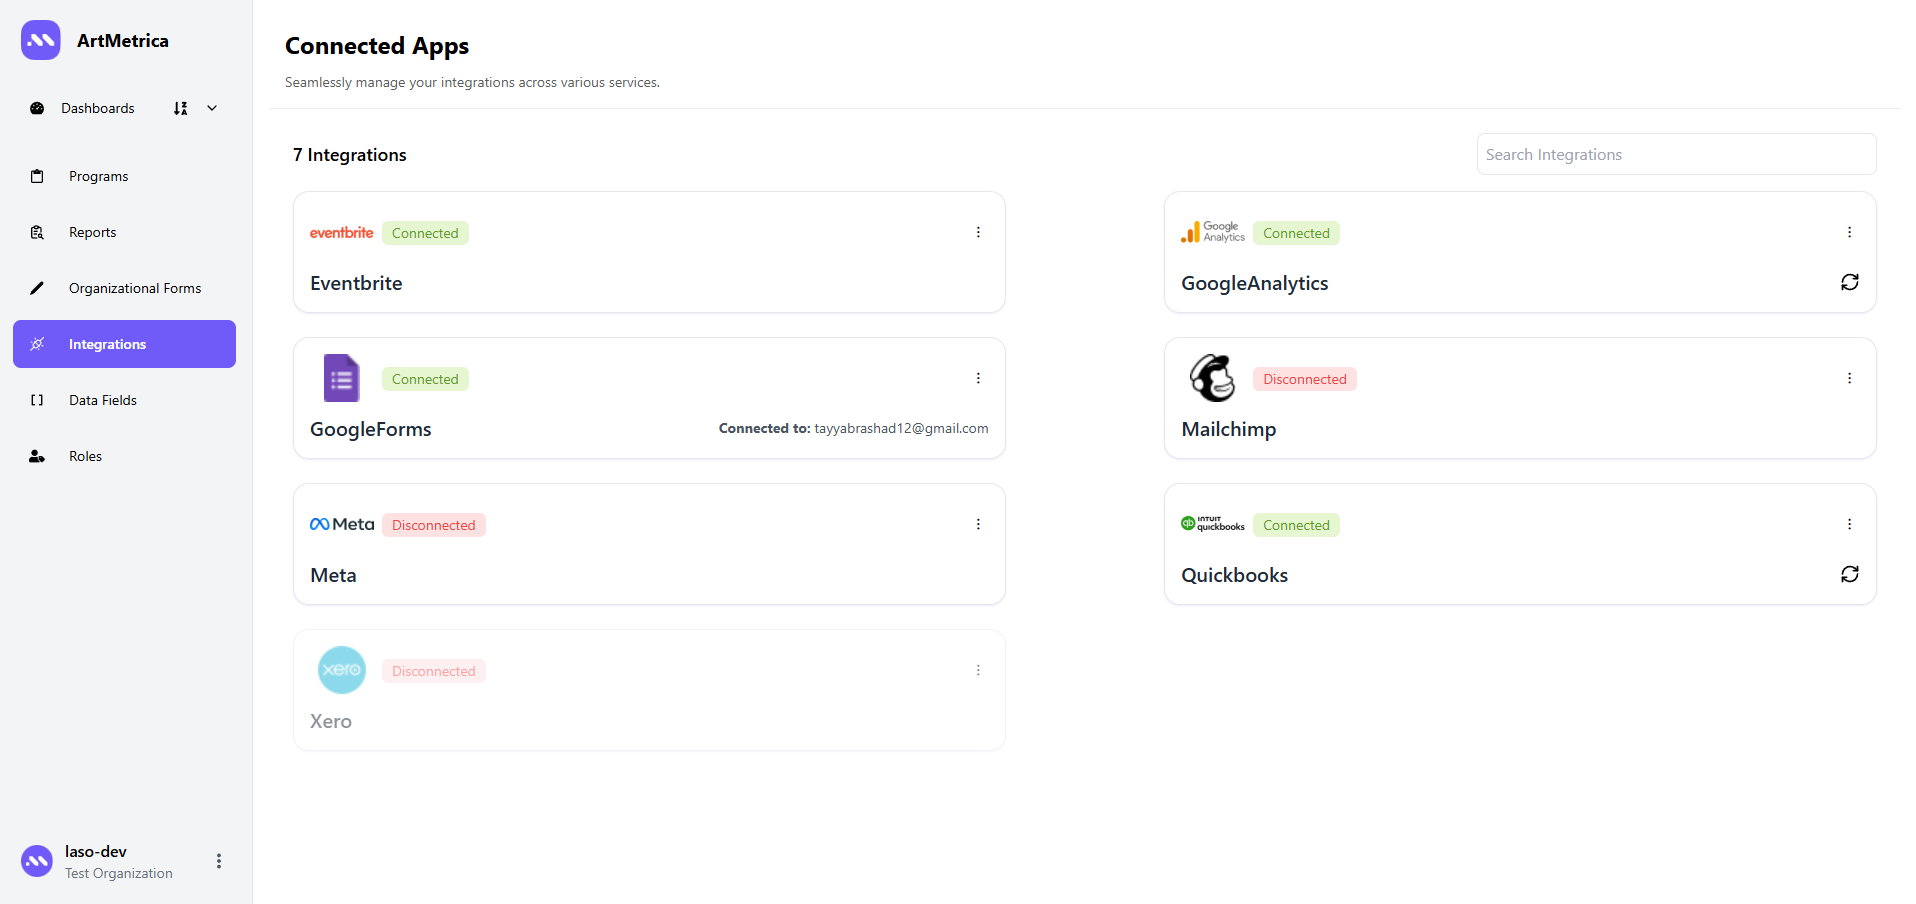 ArtMetrica
Dashboards
Programs
Reports
Organizational Forms
Integrations
Data Fields
Roles
laso-dev
Test Organization
Connected Apps
Seamlessly manage your integrations across various services.
7 Integrations
Search Integrations
eventbrite Connected
Eventbrite
Google Analytics Connected
GoogleAnalytics
Connected
GoogleForms
Connected to: tayyabrashad12@gmail.com
Disconnected
Mailchimp
Meta Disconnected
Meta
qb INTUIT quickbooks Connected
Quickbooks
xero Disconnected
Xero